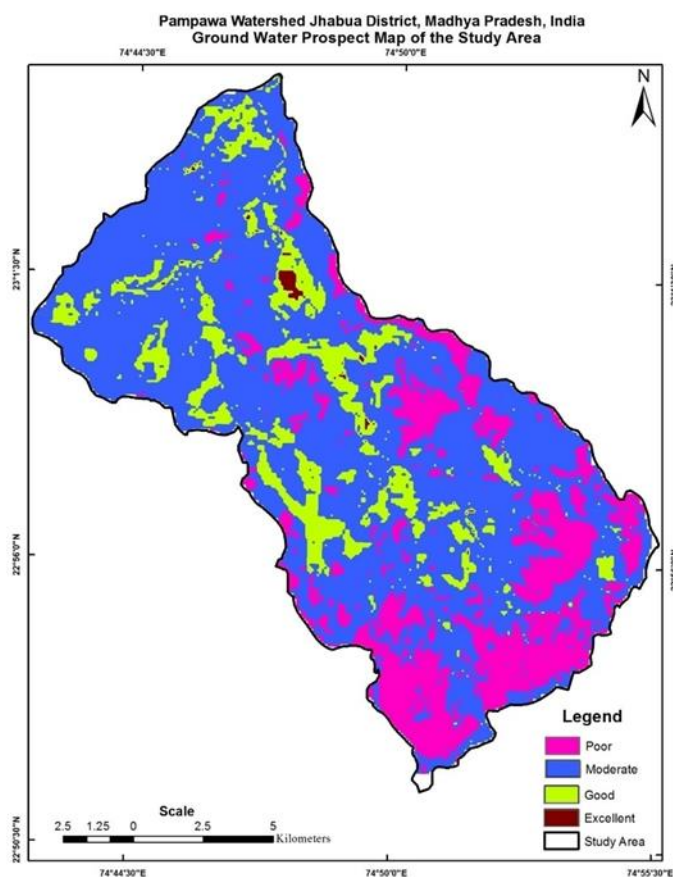 Pampawa Watershed Jhabua District, Madhya Pradesh, India
Ground Water Prospect Map of the Study Area
74°44'30"E
74°50'0"E
N
23°1'30"N
22°56'0"N
22°50'30"N
Legend
Poor
Moderate
Good
Excellent
Study Area
Scale
2.5 1.25 0 2.5 5
Kilometers
74°44'30"E
74°50'0"E
74°55'30"E